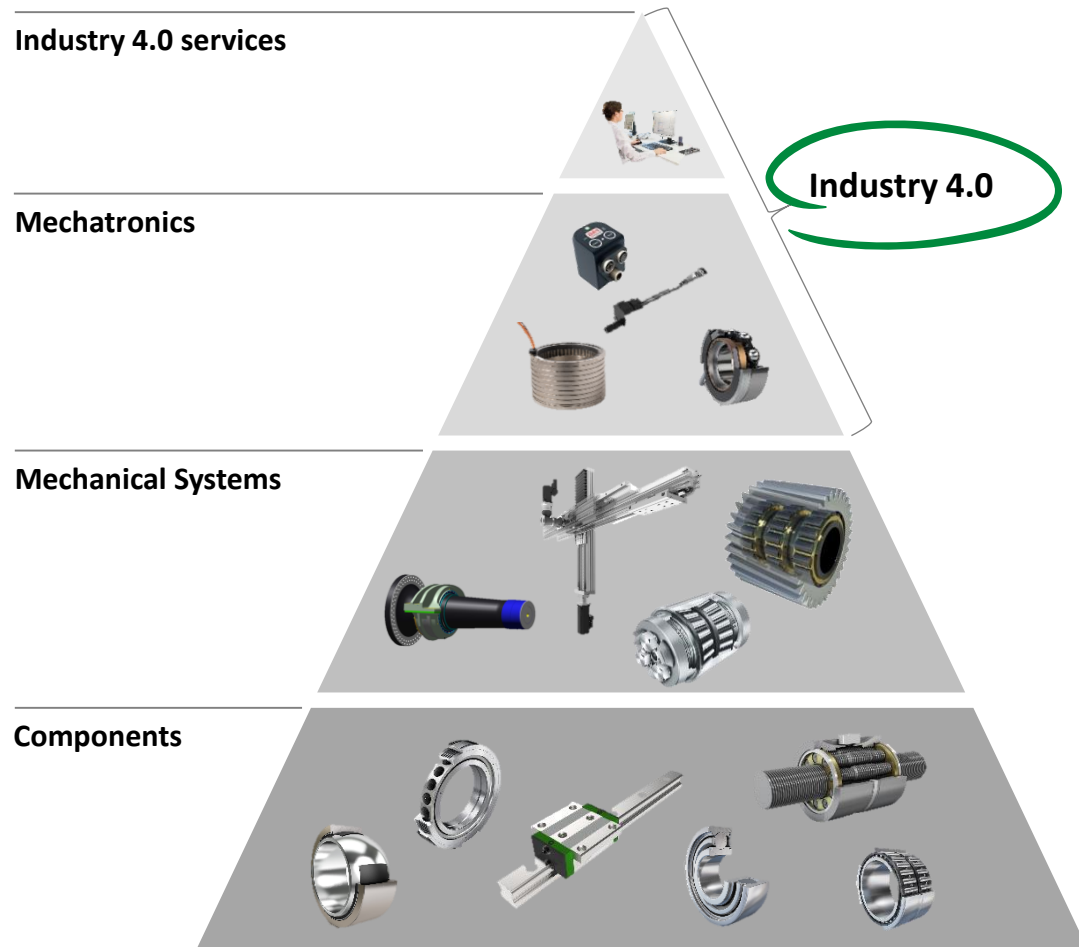 Industry 4.0 services
Industry 4.0
Mechatronics
Mechanical Systems
Components